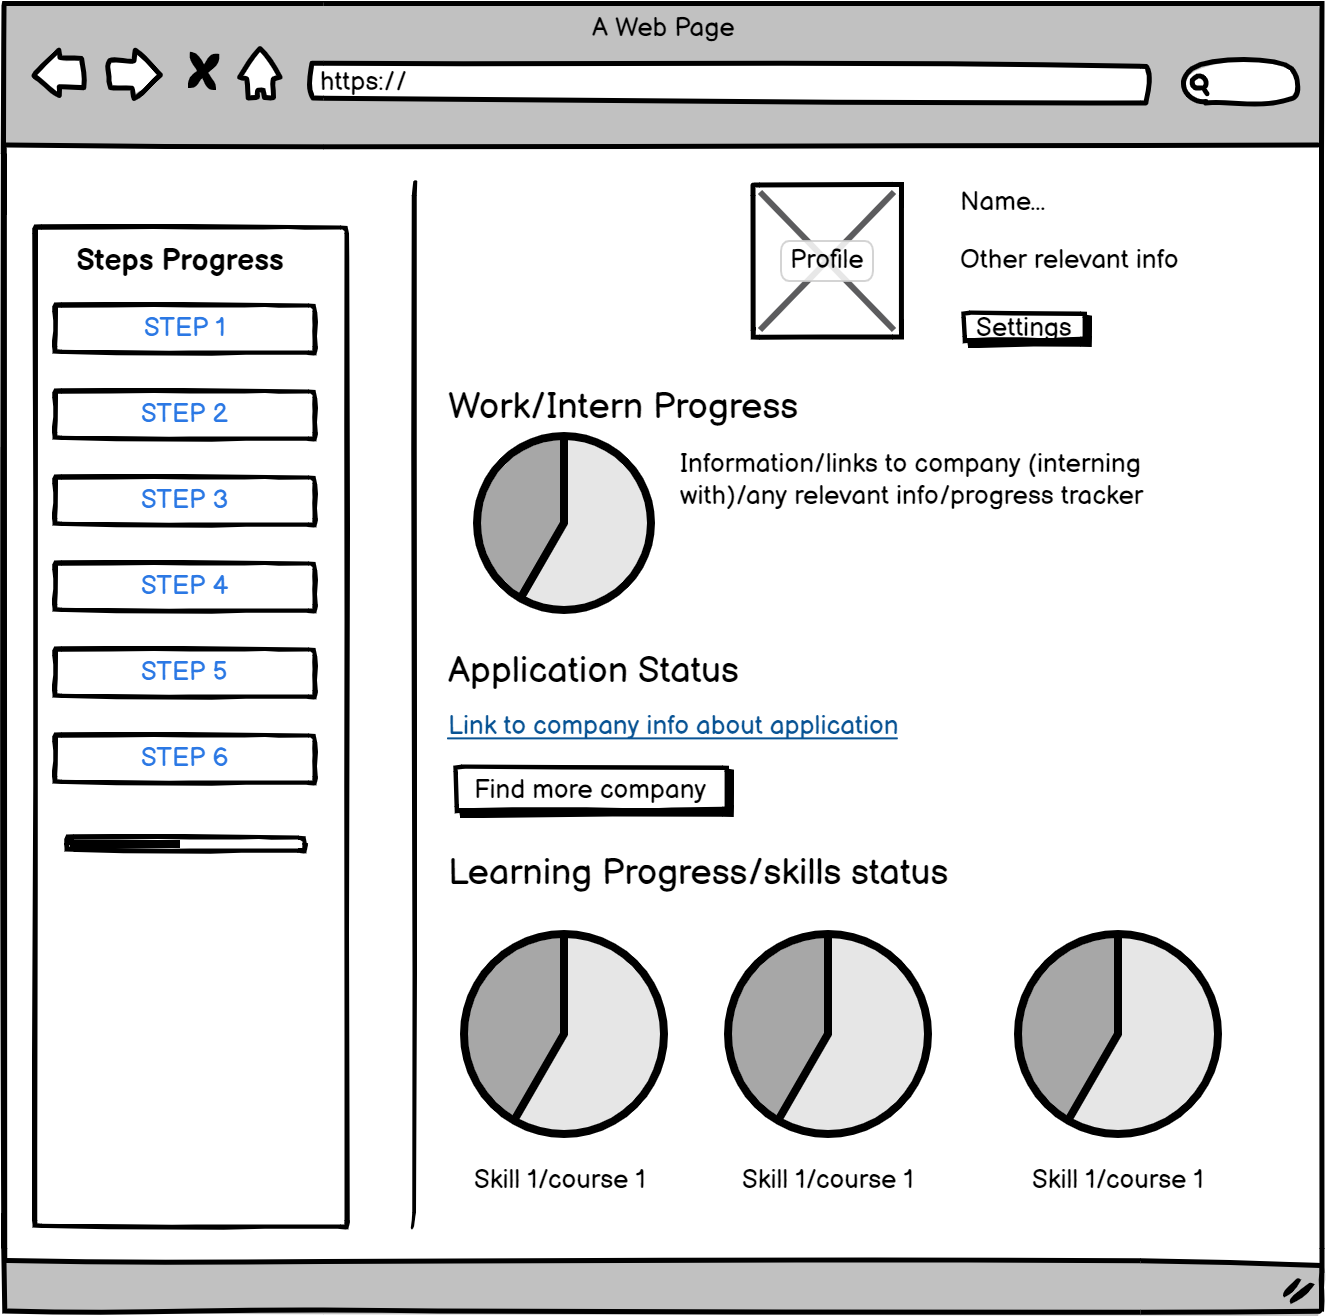 A Web Page
https://
Steps Progress
STEP 1
STEP 2
STEP 3
STEP 4
STEP 5
STEP 6
Profile
Name...
Other relevant info
Settings
Work/Intern Progress
Information/links to company (interning
with)/any relevant info/progress tracker
Application Status
Link to company info about application
Find more company
Learning Progress/skills status
Skill 1/course 1
Skill 1/course 1
Skill 1/course 1